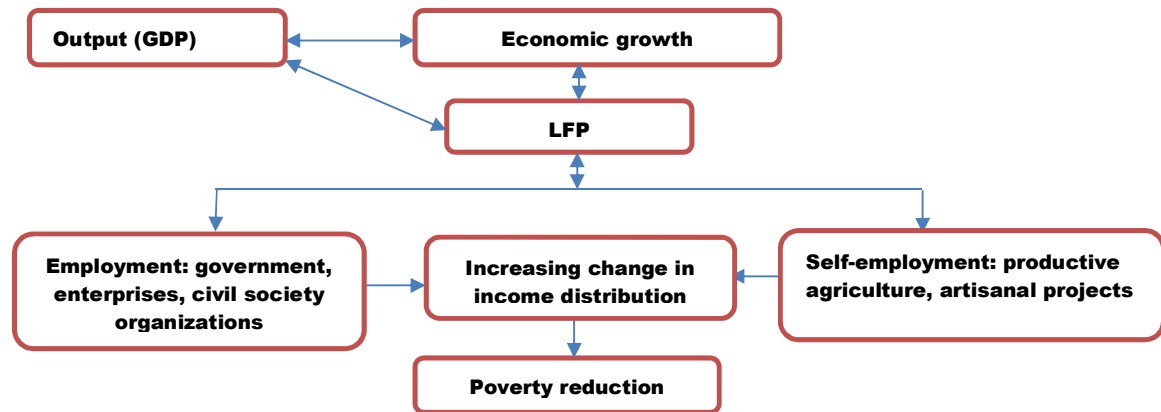 Output (GDP)
Economic growth
LFP
Employment: government,
enterprises, civil society
organizations
Increasing change in
income distribution
Self-employment: productive
agriculture, artisanal projects
Poverty reduction